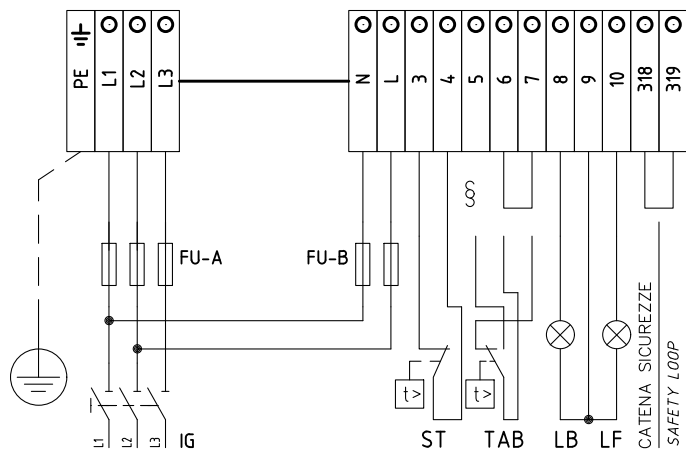 PE L1 L2 L3
N L 3 4 5 6 7 8 9 10 318 319
§
FU-A
FU-B
t>
t>
L1 L2 L3
IG
ST
TAB
LB
LF
CATENA SICUREZZE
SAFETY LOOP